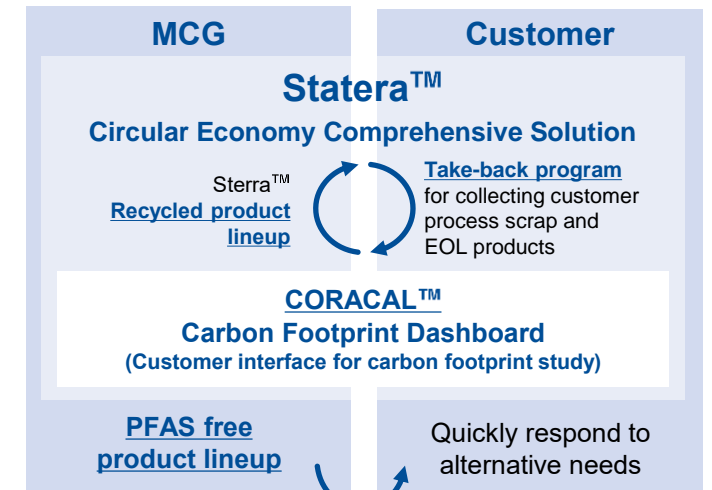 MCG
Customer
Statera™
Circular Economy Comprehensive Solution
Sterra™
Recycled product
lineup
Take-back program
for collecting customer
process scrap and
EOL products
CORACAL™
Carbon Footprint Dashboard
(Customer interface for carbon footprint study)
PFAS free
product lineup
Quickly respond to
alternative needs